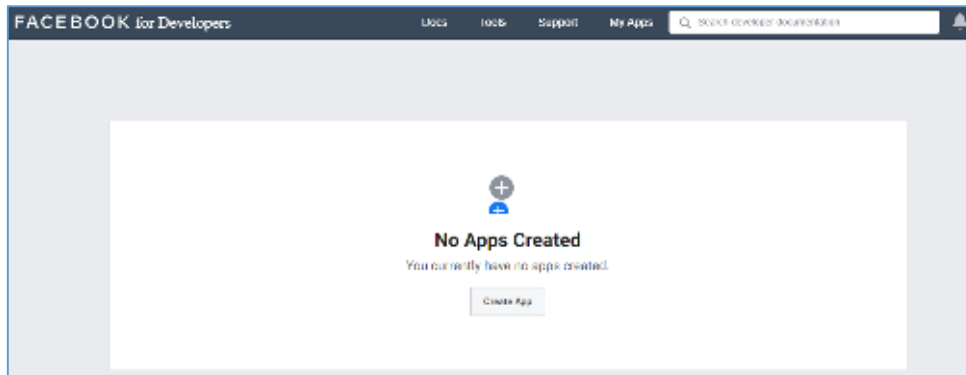 FACEBOOK for Developers Docs Tools Support My Apps Search developer documentation
No Apps Created
You currently have no apps created.
Create App